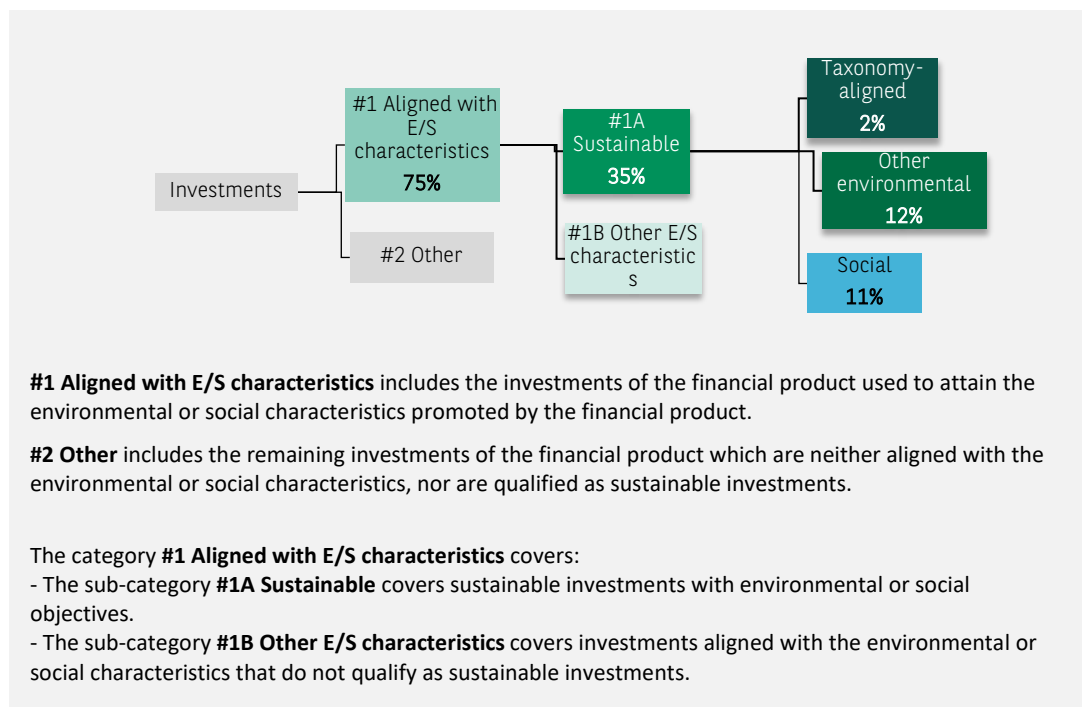 Investments
#1 Aligned with
E/S
characteristics
75%
#2 Other
#1A
Sustainable
35%
#1B Other E/S
characteristic
s
Taxonomy-
aligned
2%
Other
environmental
12%
Social
11%
#1 Aligned with E/S characteristics includes the investments of the financial product used to attain the
environmental or social characteristics promoted by the financial product.
#2 Other includes the remaining investments of the financial product which are neither aligned with the
environmental or social characteristics, nor are qualified as sustainable investments.
The category #1 Aligned with E/S characteristics covers:
- The sub-category #1A Sustainable covers sustainable investments with environmental or social
objectives.
- The sub-category #1B Other E/S characteristics covers investments aligned with the environmental or
social characteristics that do not qualify as sustainable investments.